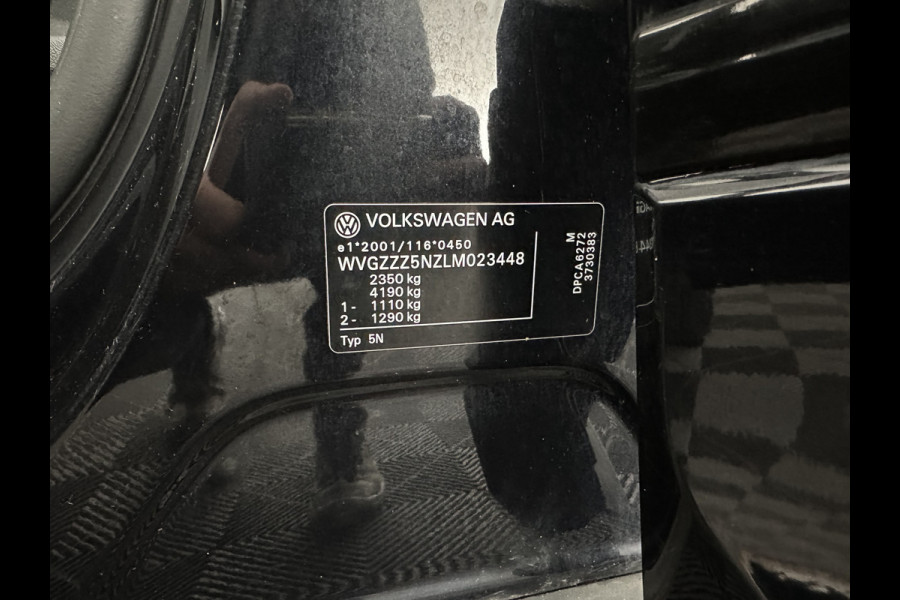 VOLKSWAGEN AG
e1*2001/116*0450
WVGZZZ5NZLM023448
2350 kg
4190 kg
1- 1110 kg
2- 1290 kg
Typ 5N
M
DPCA6272
3730383